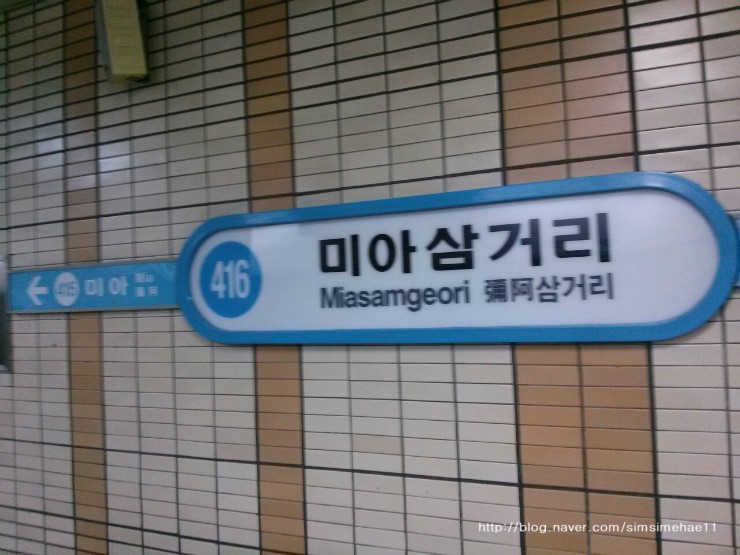 ← 415 미아 Mia
416
미아삼거리
Miasamgeori 彌阿삼거리
http://blog.naver.com/simsimehae11